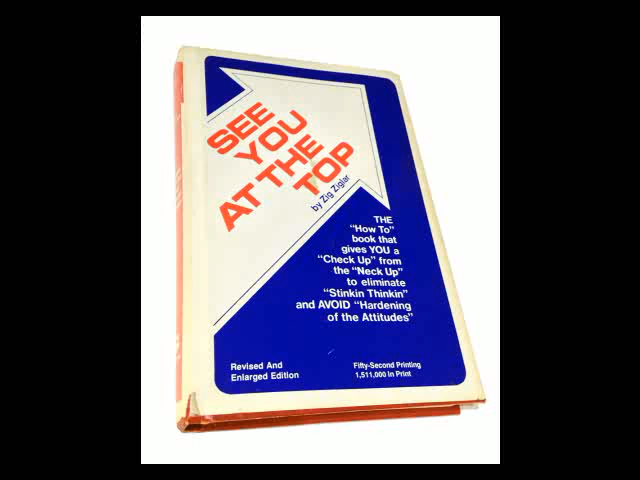 SEE
YOU
AT THE
TOP
by Zig Ziglar
THE
"How To"
book that
gives YOU a
"Check Up" from
the "Neck Up"
to eliminate
"Stinkin Thinkin"
and AVOID "Hardening
of the Attitudes"
Revised And
Enlarged Edition
Fifty-Second Printing
1,511,000 In Print